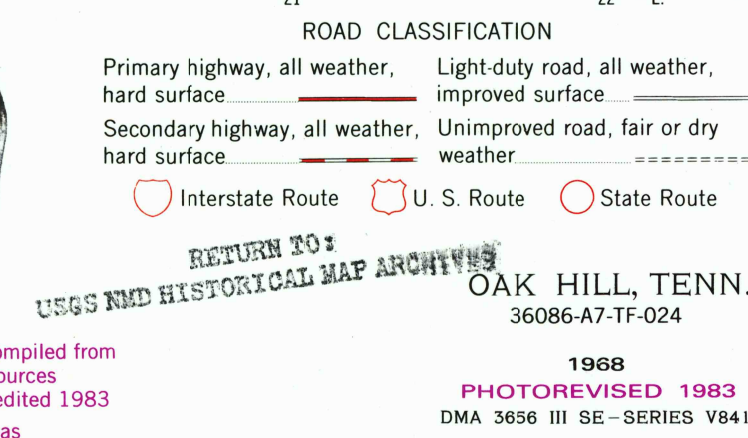 21 22 E.
ROAD CLASSIFICATION
Primary highway, all weather, hard surface
Light-duty road, all weather, improved surface
Secondary highway, all weather, hard surface
Unimproved road, fair or dry weather
Interstate Route U. S. Route State Route
RETURN TO:
USGS NMD HISTORICAL MAP ARCHIVES
OAK HILL, TENN.
36086-A7-TF-024
1968
PHOTOREVISED 1983
DMA 3656 III SE-SERIES V841
ompiled from
ources
edited 1983
as